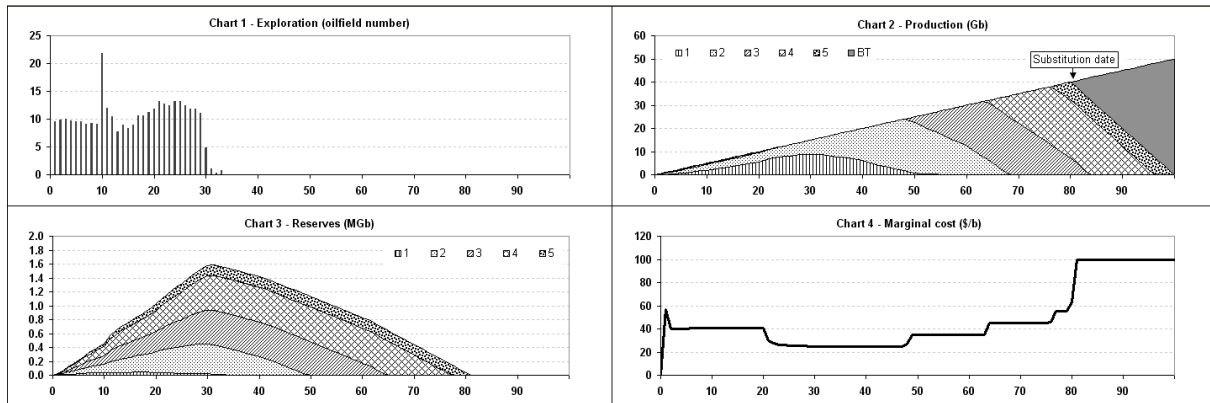 Chart 1 - Exploration (oilfield number)
25
20
15
10
5
0
0 10 20 30 40 50 60 70 80 90
Chart 2 - Production (Gb)
60
50
40
30
20
10
0
1 2 3 4 5 BT
Substitution date
0 10 20 30 40 50 60 70 80 90
Chart 3 - Reserves (MGb)
2.0
1.8
1.6
1.4
1.2
1.0
0.8
0.6
0.4
0.2
0.0
1 2 3 4 5
0 10 20 30 40 50 60 70 80 90
Chart 4 - Marginal cost ($/b)
120
100
80
60
40
20
0
0 10 20 30 40 50 60 70 80 90